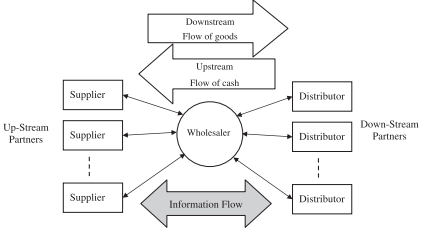 Downstream
Flow of goods
Upstream
Flow of cash
Supplier
Distributor
Up-Stream
Partners
Supplier
Wholesaler
Distributor
Down-Stream
Partners
Supplier
Information Flow
Distributor